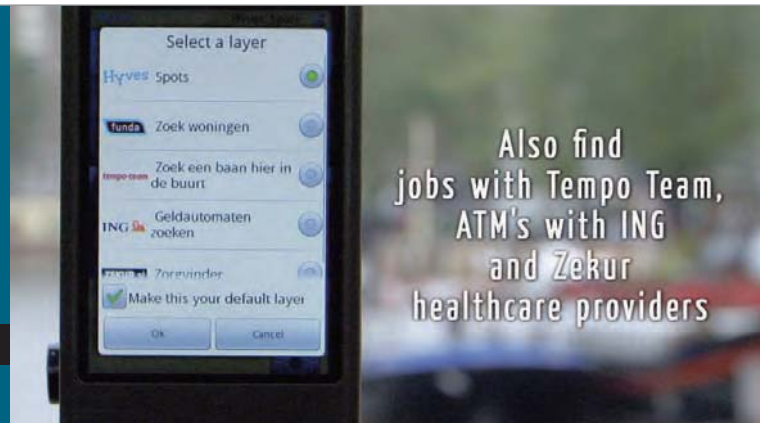 Select a layer
Hyves Spots
funda Zoek woningen
tempo-team Zoek een baan hier in
de buurt
ING Geldautomaten
zoeken
Zorgvinder
Make this your default layer
Ok Cancel
Also find
jobs with Tempo Team,
ATM's with ING
and Zekur
healthcare providers